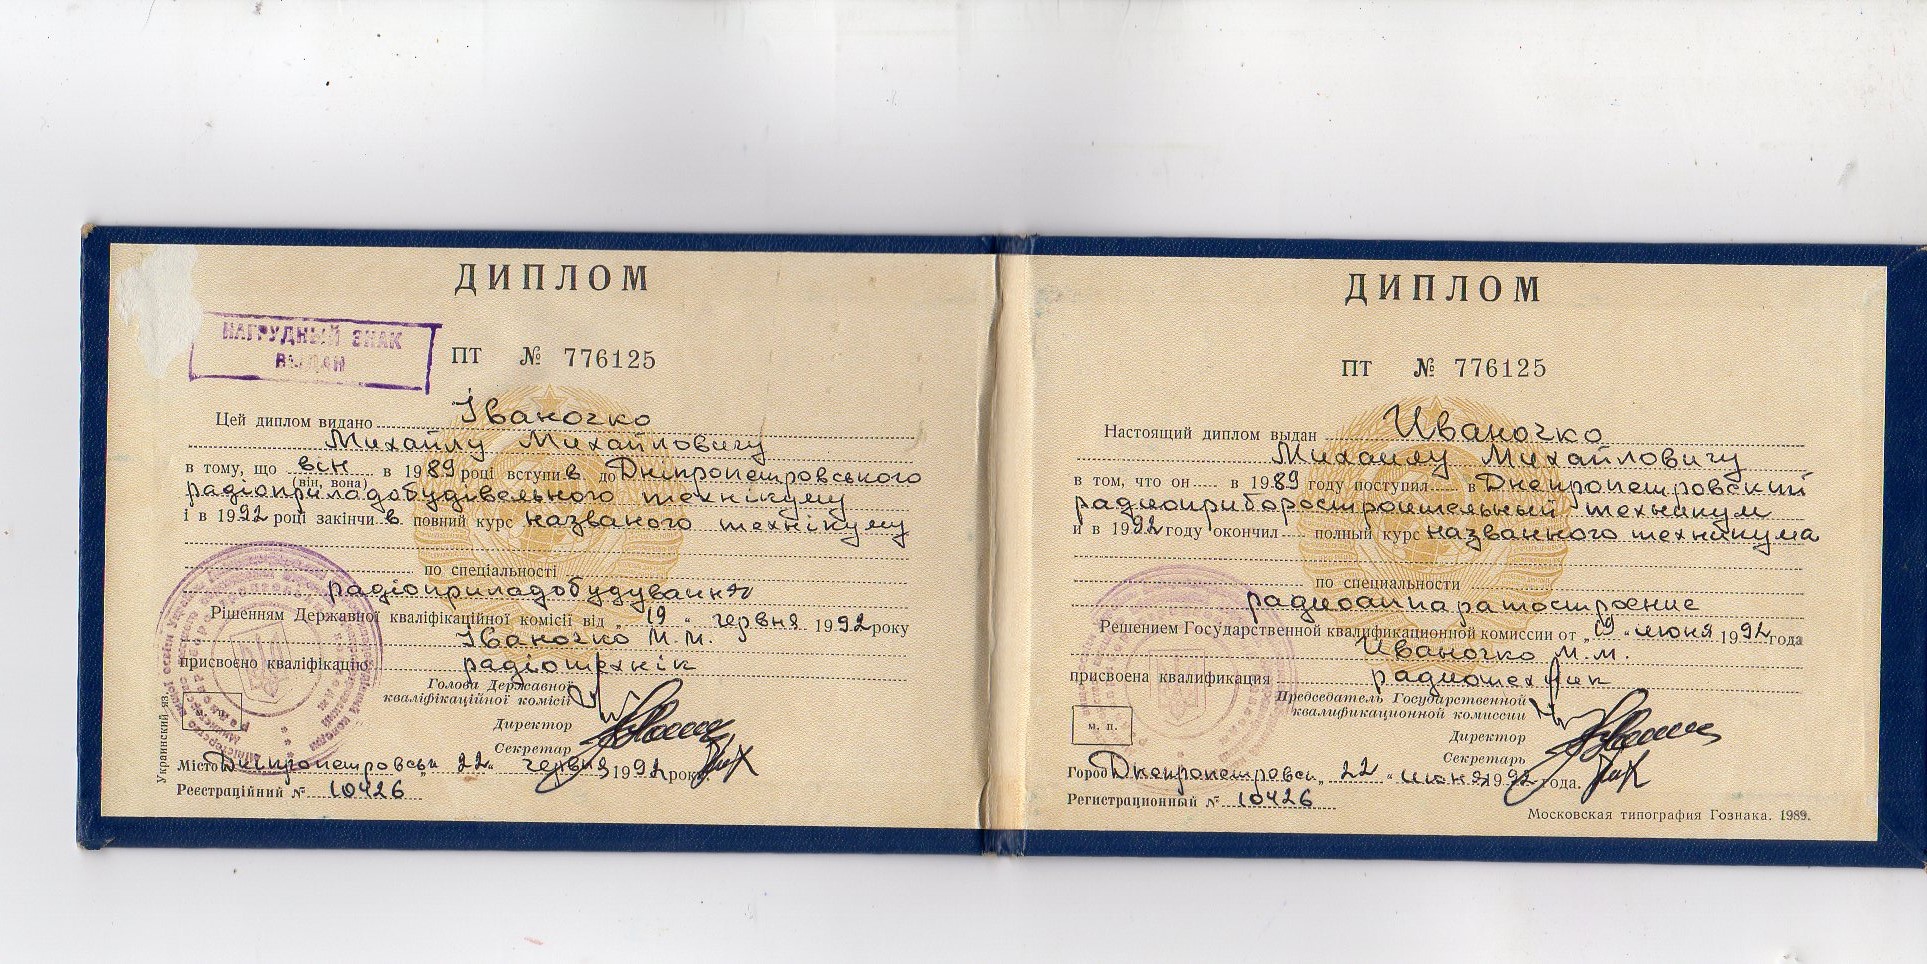 ДИПЛОМ
НАГРУДНЫЙ ЗНАК
ВЫДАН
ПТ № 776125
Цей диплом видано Іваночко
Михайлу Михайловичу
в тому, що він в 1989 році вступив до Дніпропетровського
(він, вона)
радіоприладобудівельного технікуму
і в 1992 році закінчив повний курс названого технікуму
по спеціальності
радіоприладобудування
Рішенням Державної кваліфікаційної комісії від „19" червня 1992 року
Іваночко М.М.
присвоєно кваліфікацію радіотехнік
Голова Державної
кваліфікаційної комісії
Директор
Секретар
Місто Дніпропетровськ „22" червня 1992 року
Реєстраційний № 10426
Украинский яз.
ДИПЛОМ
ПТ № 776125
Настоящий диплом выдан Иваночко
Михаилу Михайловичу
в том, что он в 1989 году поступил в Днепропетровский
радиоприборостроительный техникум
и в 1992 году окончил полный курс названного техникума
по специальности
радиоаппаратостроение
Решением Государственной квалификационной комиссии от „19" июня 1992 года
Иваночко М.М.
присвоена квалификация радиотехник
Председатель Государственной
квалификационной комиссии
Директор
Секретарь
м. п.
Город Днепропетровск „22" июня 1992 года.
Регистрационный № 10426
Московская типография Гознака. 1989.